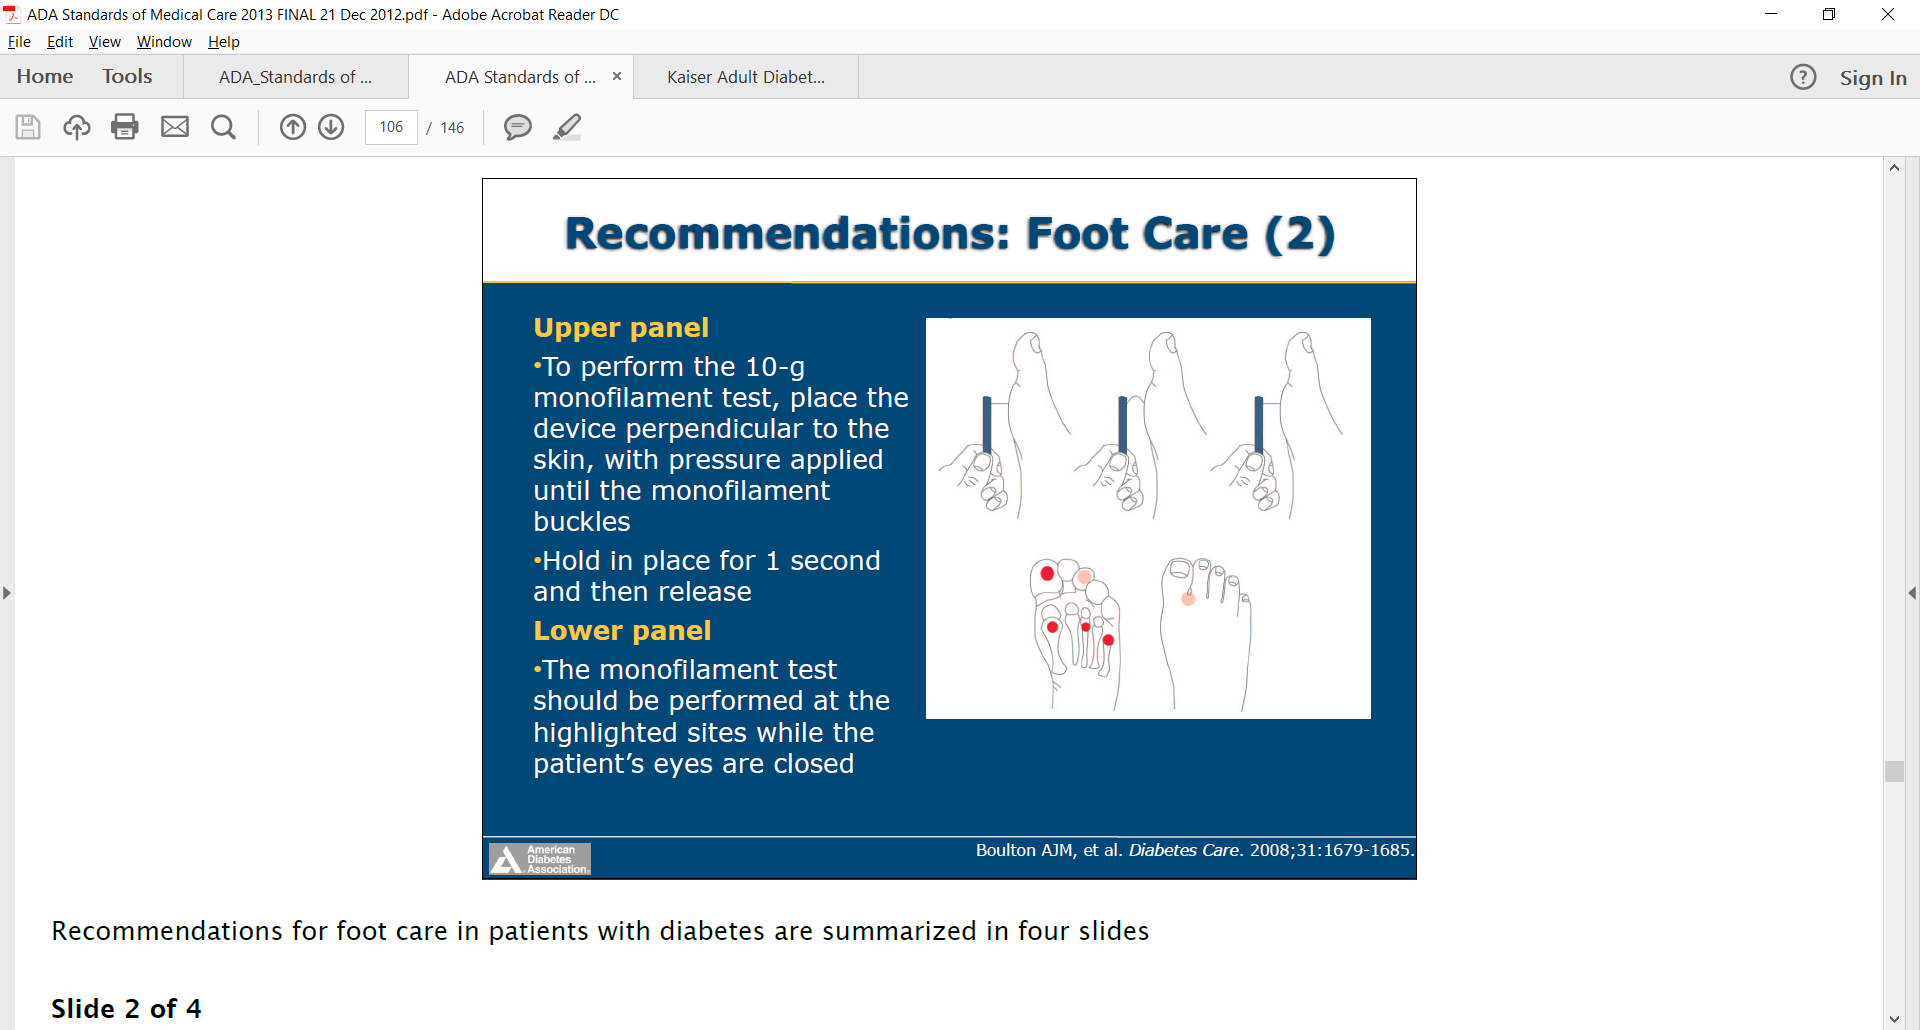 ADA Standards of Medical Care 2013 FINAL 21 Dec 2012.pdf - Adobe Acrobat Reader DC
File Edit View Window Help
Home Tools ADA_Standards of ... ADA Standards of ... × Kaiser Adult Diabet... ? Sign In
106 / 146
Recommendations: Foot Care (2)
Upper panel
•To perform the 10-g
monofilament test, place the
device perpendicular to the
skin, with pressure applied
until the monofilament
buckles
•Hold in place for 1 second
and then release
Lower panel
•The monofilament test
should be performed at the
highlighted sites while the
patient’s eyes are closed
American
Diabetes
Association.
Boulton AJM, et al. Diabetes Care. 2008;31:1679-1685.
Recommendations for foot care in patients with diabetes are summarized in four slides
Slide 2 of 4